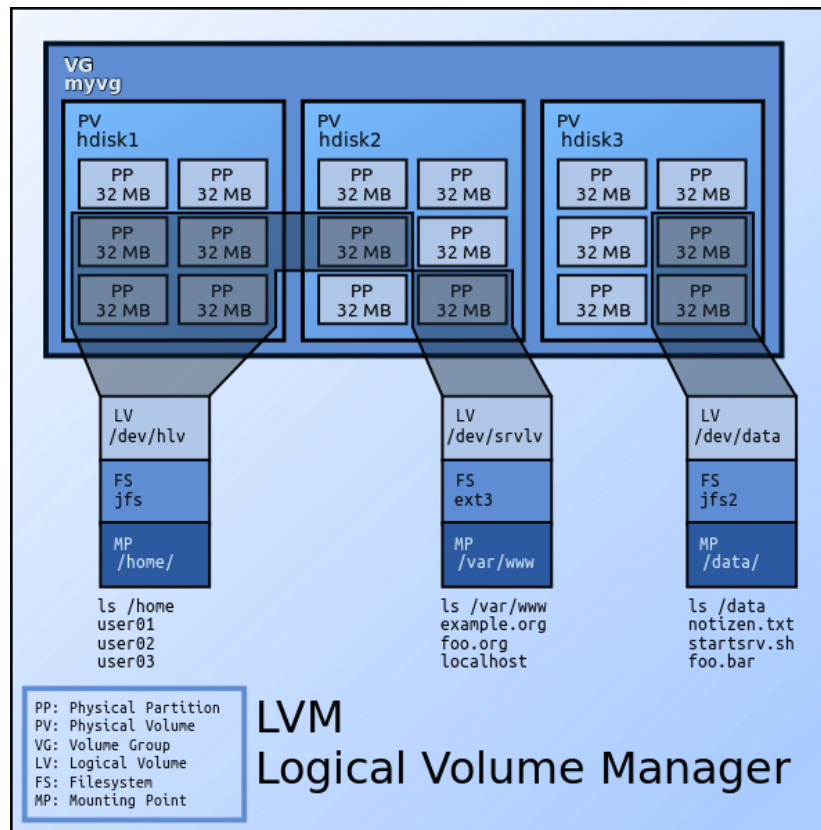 VG
myvg
PV
hdisk1
PV
hdisk2
PV
hdisk3
PP
32 MB
PP
32 MB
PP
32 MB
PP
32 MB
PP
32 MB
PP
32 MB
PP
32 MB
PP
32 MB
PP
32 MB
PP
32 MB
PP
32 MB
PP
32 MB
PP
32 MB
PP
32 MB
PP
32 MB
PP
32 MB
PP
32 MB
PP
32 MB
LV
/dev/hlv
FS
jfs
MP
/home/
ls /home
user01
user02
user03
LV
/dev/srvlv
FS
ext3
MP
/var/www
ls /var/www
example.org
foo.org
localhost
LV
/dev/data
FS
jfs2
MP
/data/
ls /data
notizen.txt
startsrv.sh
foo.bar
PP: Physical Partition
PV: Physical Volume
VG: Volume Group
LV: Logical Volume
FS: Filesystem
MP: Mounting Point
LVM
Logical Volume Manager